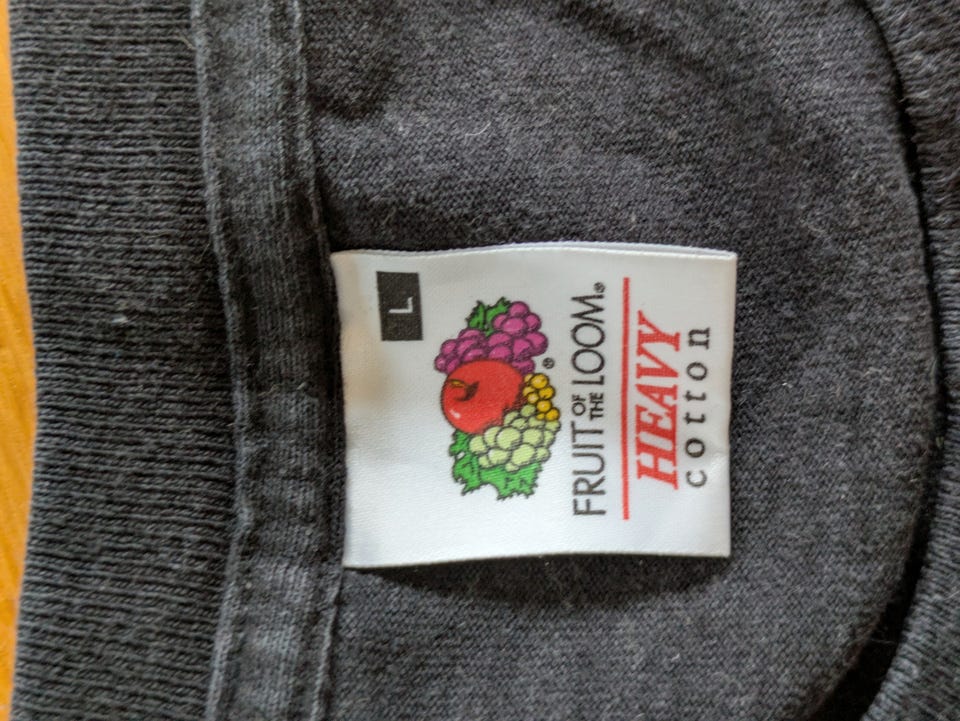 L
®
FRUIT OF THE LOOM®
HEAVY
cotton